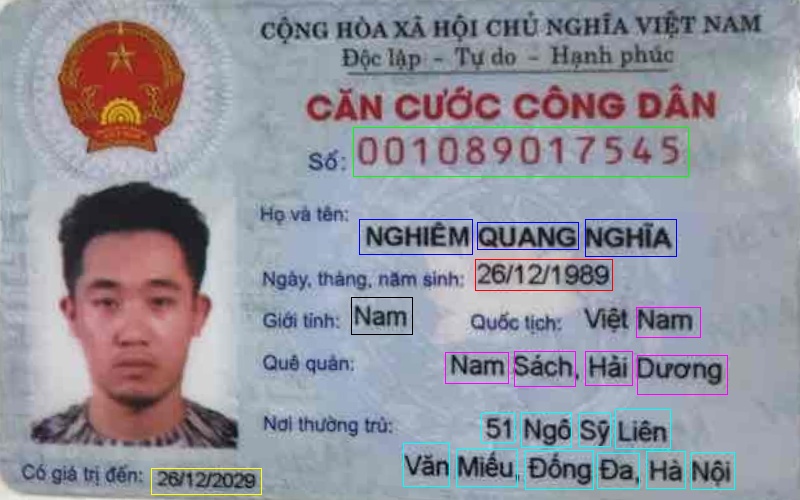 CỘNG HÒA XÃ HỘI CHỦ NGHĨA VIỆT NAM
Độc lập - Tự do - Hạnh phúc
CĂN CƯỚC CÔNG DÂN
Số: 001089017545
Họ và tên:
NGHIÊM QUANG NGHĨA
Ngày, tháng, năm sinh: 26/12/1989
Giới tính: Nam Quốc tịch: Việt Nam
Quê quán: Nam Sách, Hải Dương
Nơi thường trú: 51 Ngô Sỹ Liên
Văn Miếu, Đống Đa, Hà Nội
Có giá trị đến: 26/12/2029